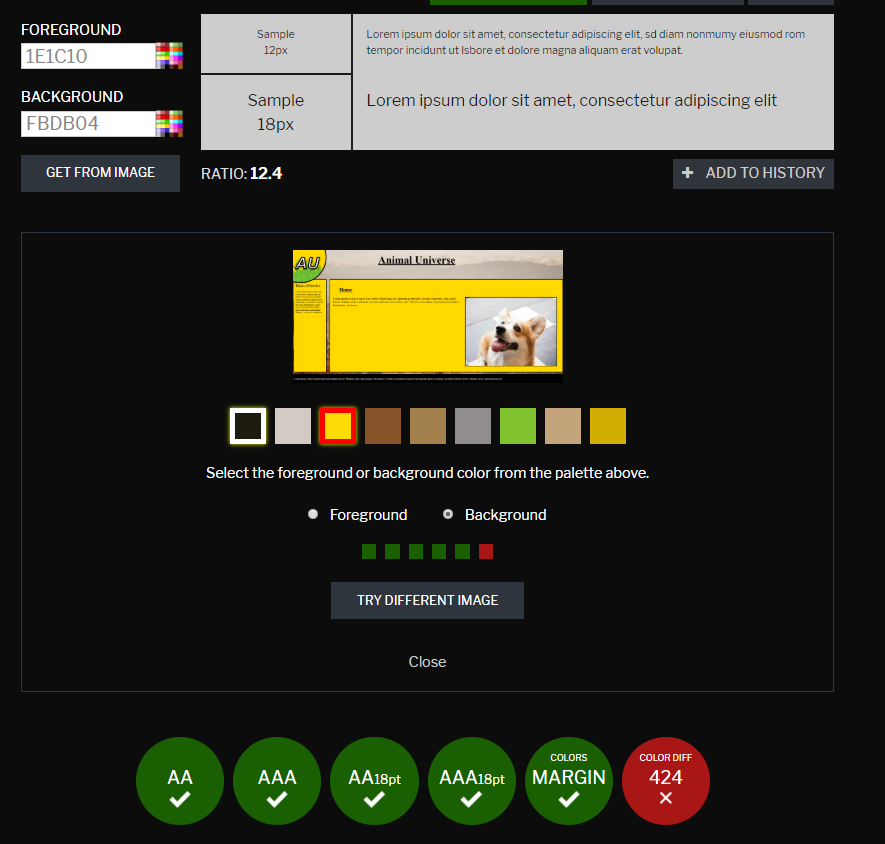 FOREGROUND
1E1C10
BACKGROUND
FBDB04
GET FROM IMAGE
Sample
12px
Lorem ipsum dolor sit amet, consectetur adipiscing elit, sd diam nonmumy eiusmod rom
tempor incidunt ut lsbore et dolore magna aliquam erat volupat.
Sample
18px
Lorem ipsum dolor sit amet, consectetur adipiscing elit
RATIO: 12.4
+ ADD TO HISTORY
AU
Animal Universe
Home
Select the foreground or background color from the palette above.
Foreground
Background
TRY DIFFERENT IMAGE
Close
AA
AAA
AA18pt
AAA18pt
COLORS
MARGIN
COLOR DIFF
424